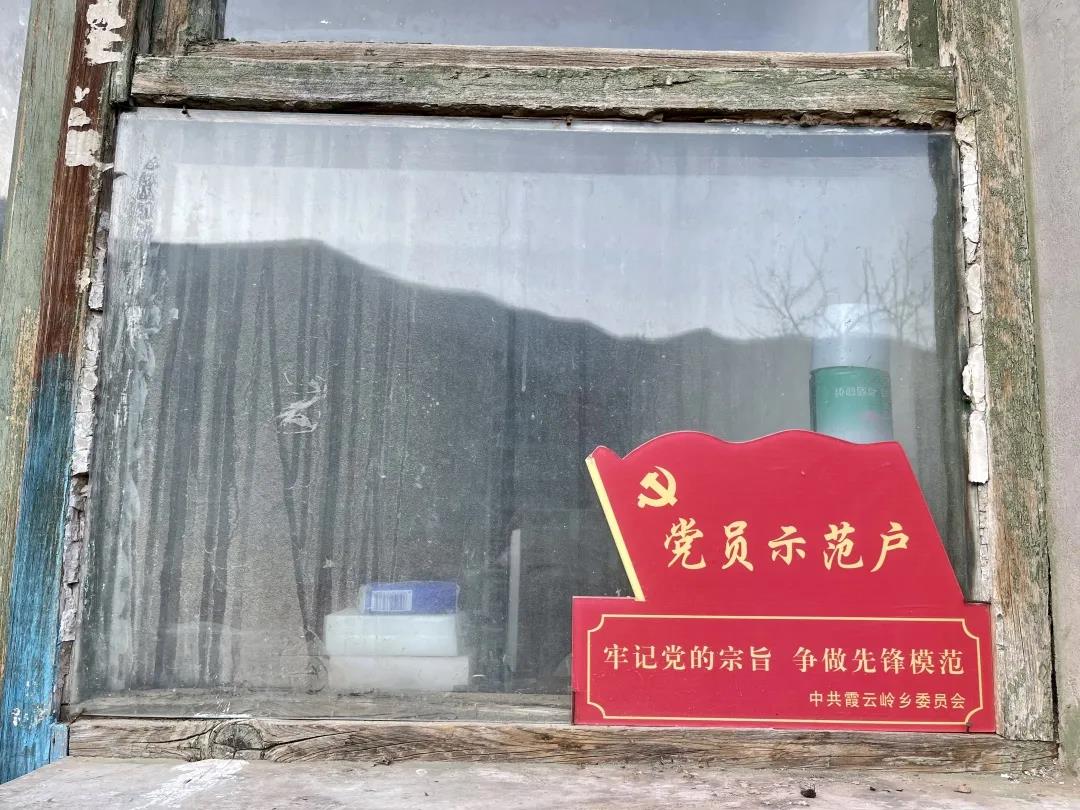 党员示范户
牢记党的宗旨 争做先锋模范
中共霞云岭乡委员会